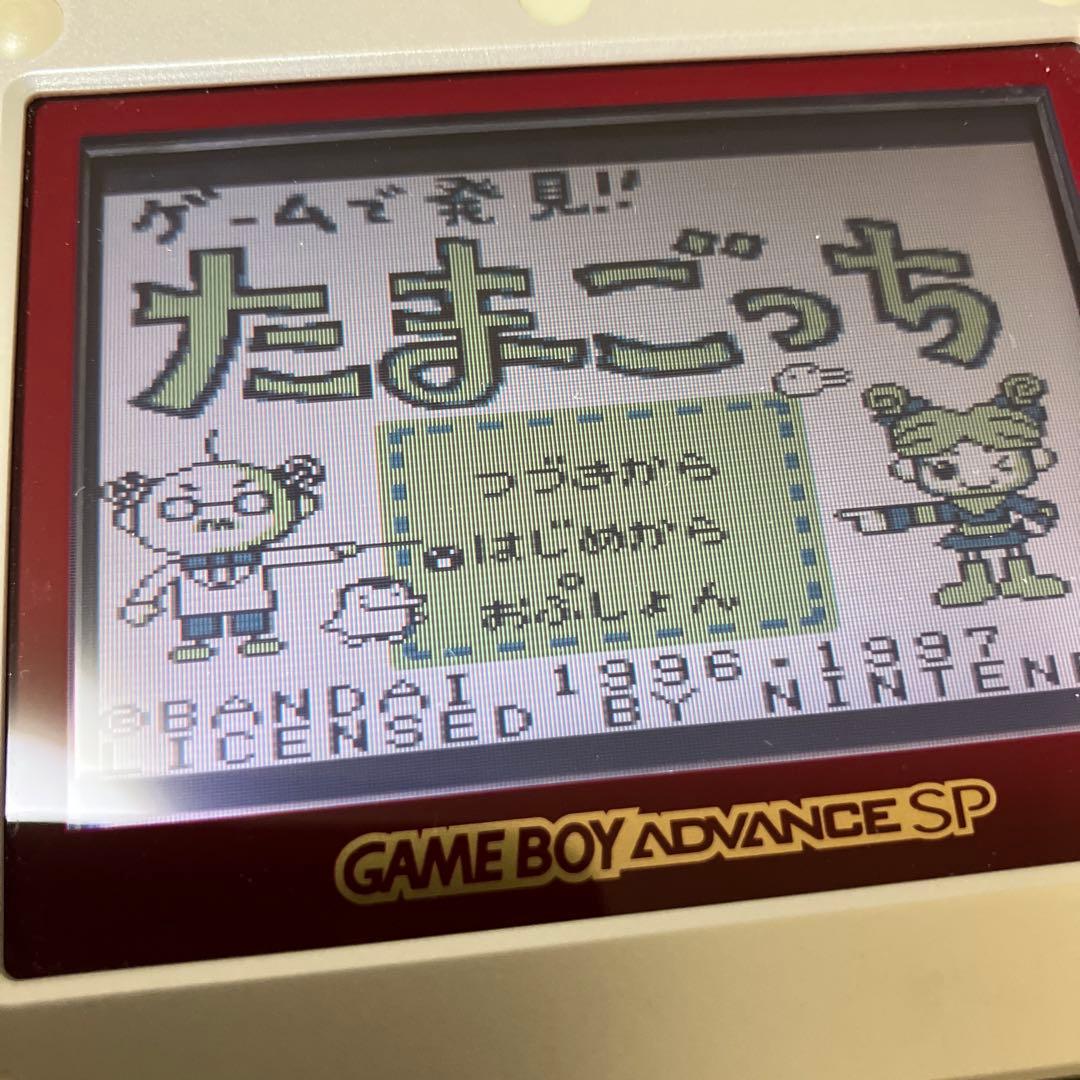 ゲームで発見!!
たまごっち
つづきから
はじめから
おぷしょん
©BANDAI 1996-1997
LICENSED BY NINTEN
GAME BOY ADVANCE SP